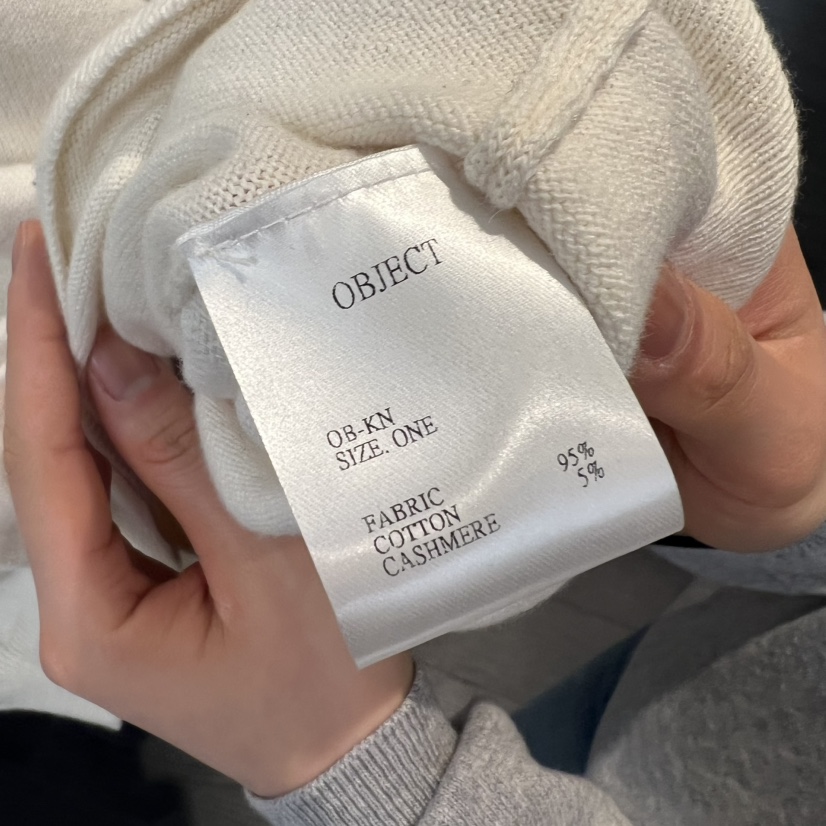 OBJECT
OB-KN
SIZE. ONE
FABRIC
COTTON 95%
CASHMERE 5%